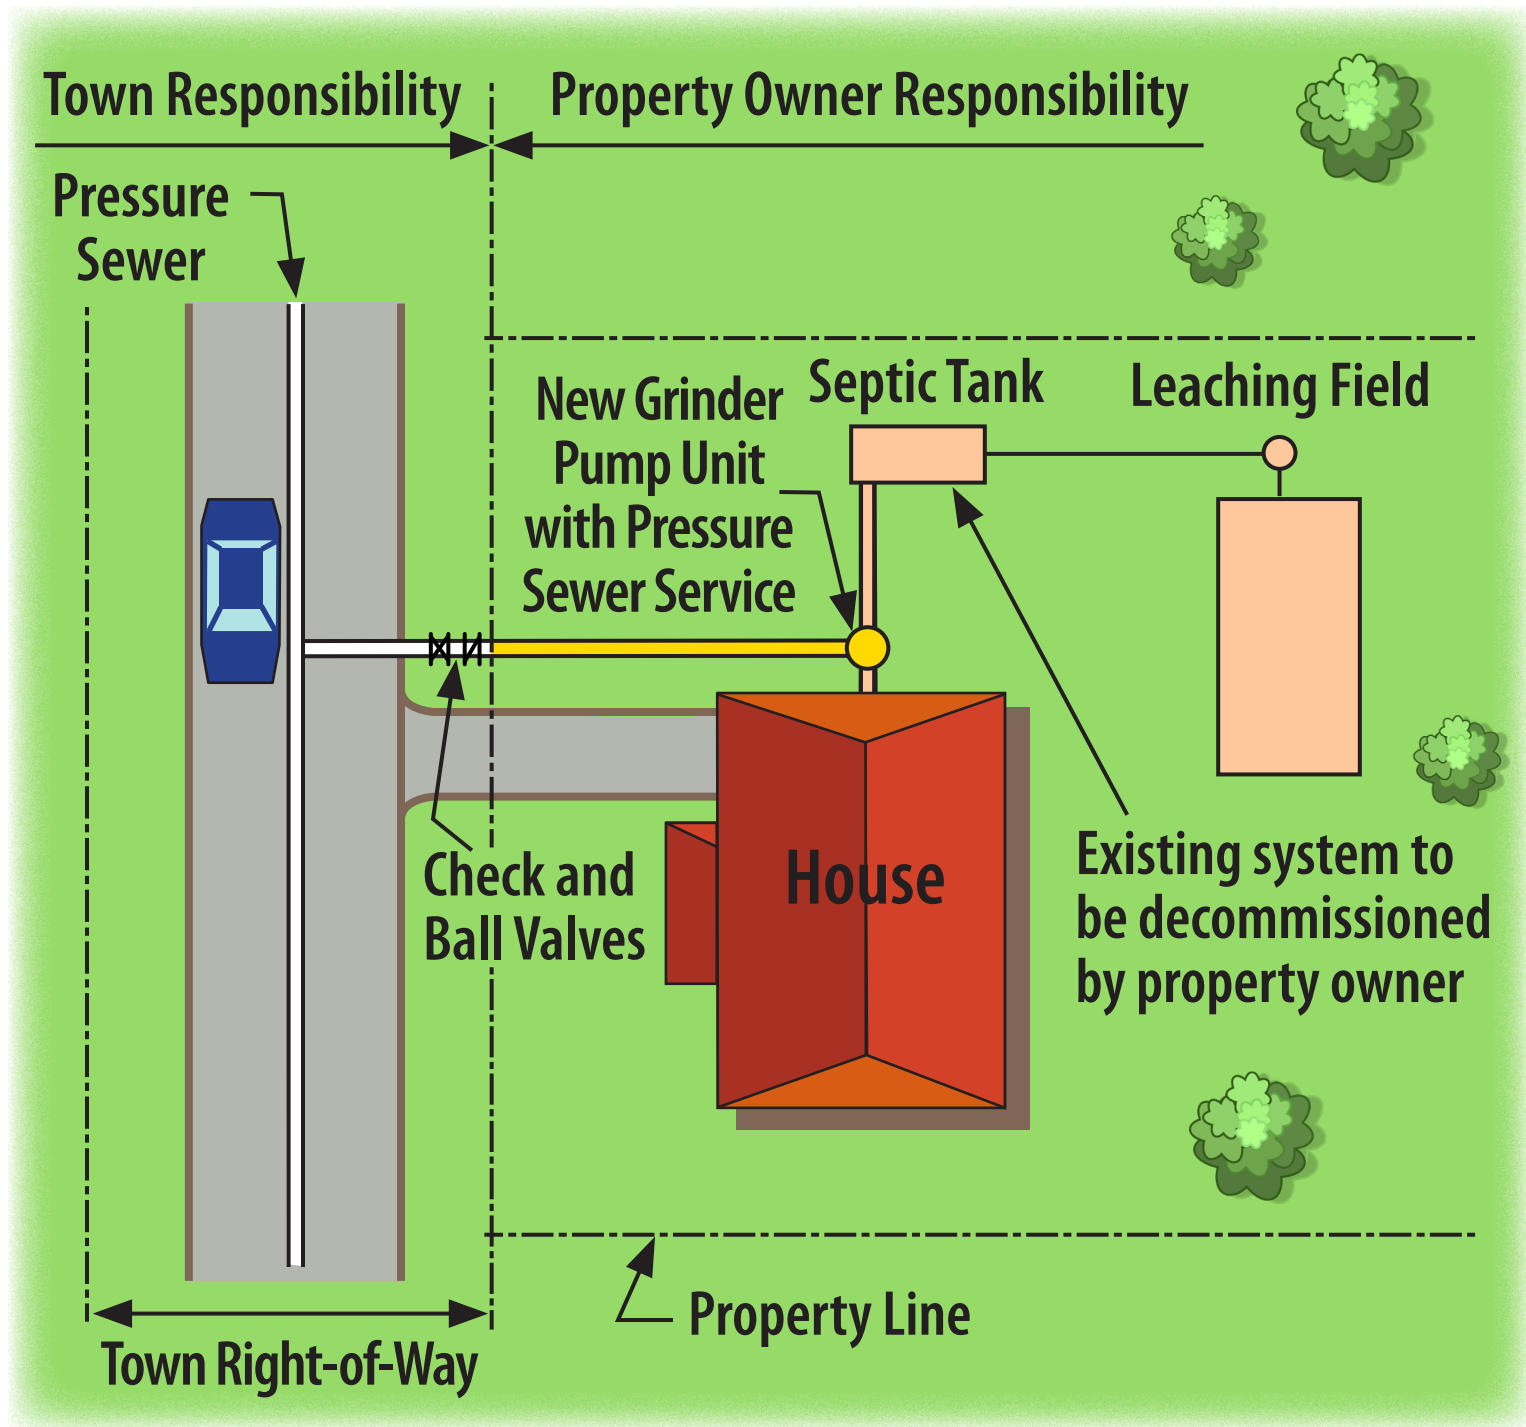 Town Responsibility
Property Owner Responsibility
Pressure
Sewer
New Grinder
Pump Unit
with Pressure
Sewer Service
Septic Tank
Leaching Field
Check and
Ball Valves
House
Existing system to
be decommissioned
by property owner
Property Line
Town Right-of-Way